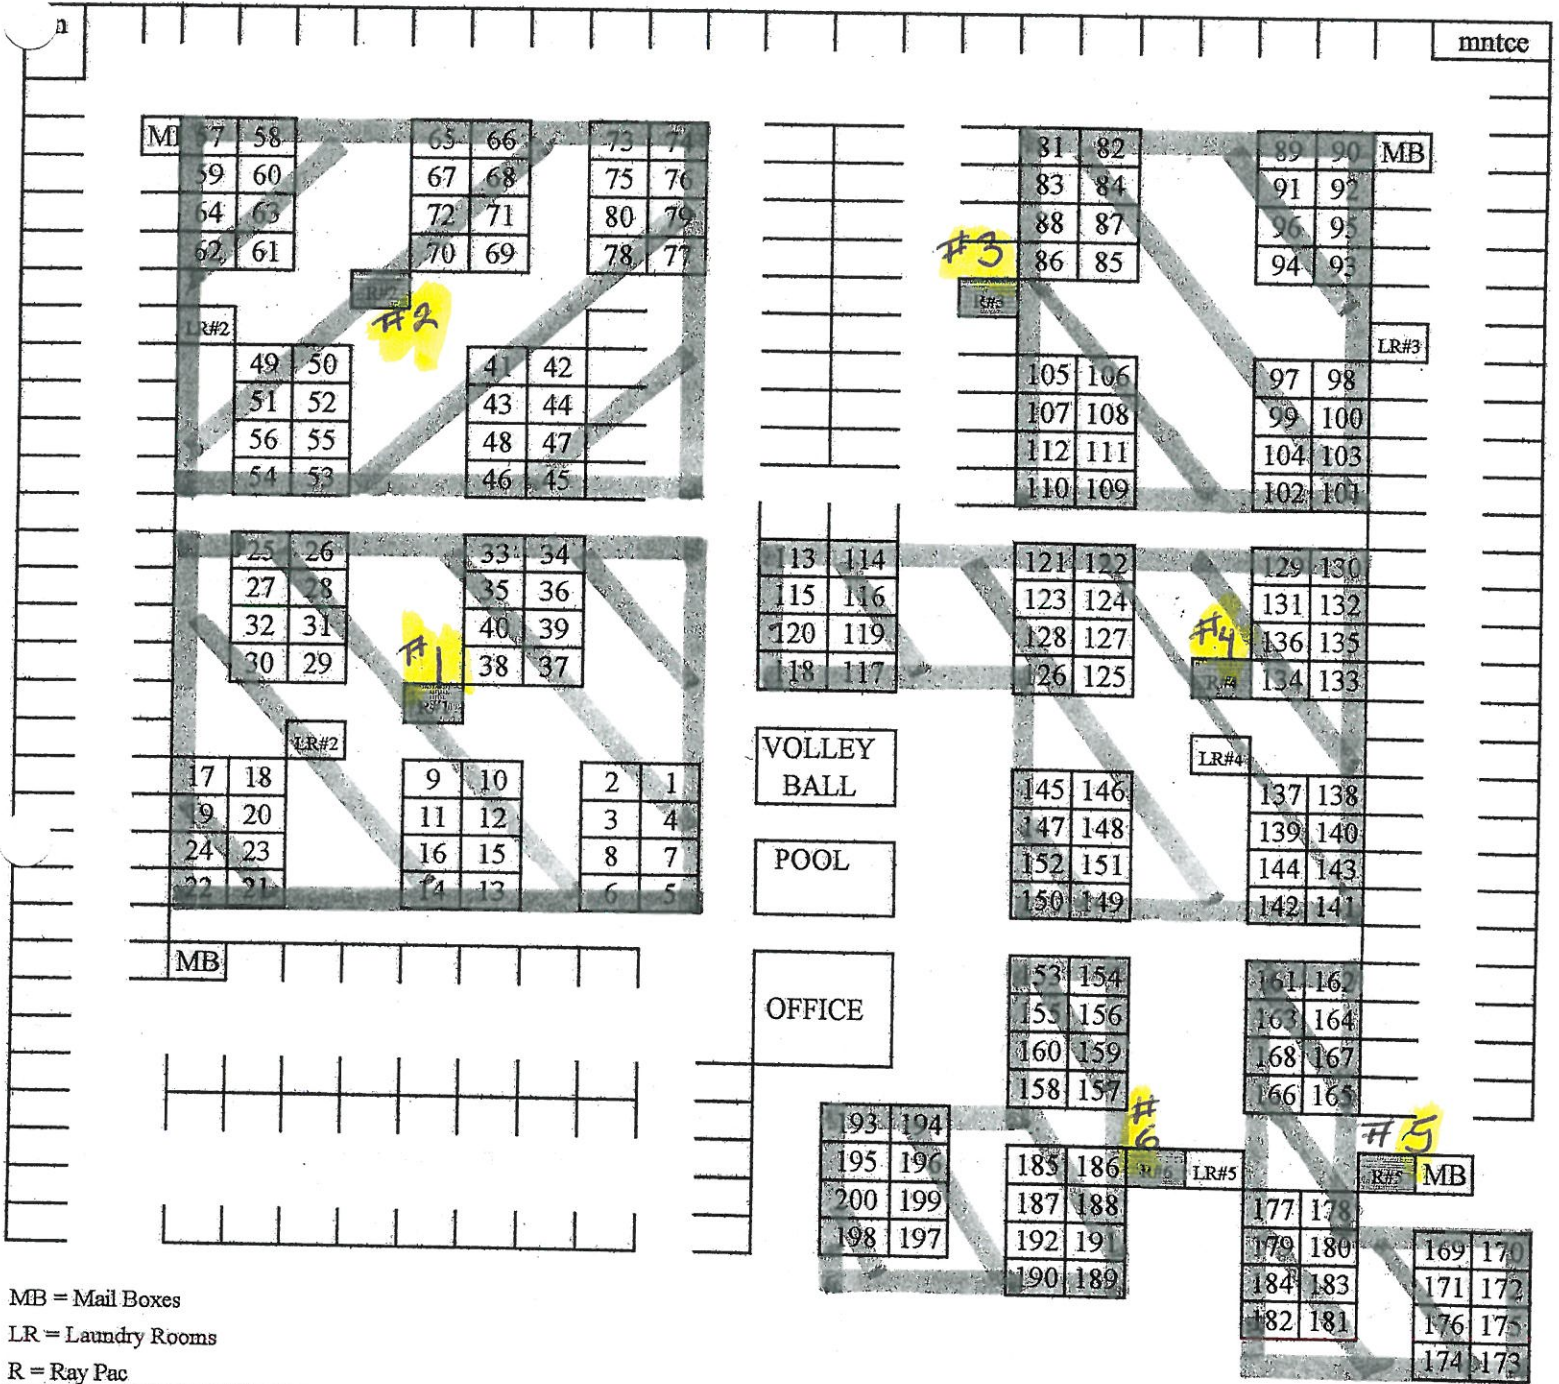 n
mntce
M 57 58 65 66 73 74 81 82 89 90 MB
59 60 67 68 75 76 83 84 91 92
64 63 72 71 80 79 88 87 96 95
62 61 70 69 78 77 #3 86 85 94 93
R#2 R#3
#2
LR#2 LR#3
49 50 41 42 105 106 97 98
51 52 43 44 107 108 99 100
56 55 48 47 112 111 104 103
54 53 46 45 110 109 102 101
25 26 33 34 113 114 121 122 129 130
27 28 35 36 115 116 123 124 131 132
32 31 40 39 120 119 128 127 #4 136 135
30 29 #1 38 37 118 117 126 125 R#4 134 133
R#1
LR#2 VOLLEY LR#4
BALL
17 18 9 10 2 1 145 146 137 138
19 20 11 12 3 4 147 148 139 140
24 23 16 15 8 7 POOL 152 151 144 143
22 21 14 13 6 5 150 149 142 141
MB 153 154 161 162
OFFICE 155 156 163 164
160 159 168 167
158 157 166 165
193 194 #6 #5
195 196 185 186 R#6 LR#5 R#5 MB
200 199 187 188 177 178
198 197 192 191 179 180 169 170
190 189 184 183 171 172
182 181 176 175
174 173
MB = Mail Boxes
LR = Laundry Rooms
R = Ray Pac